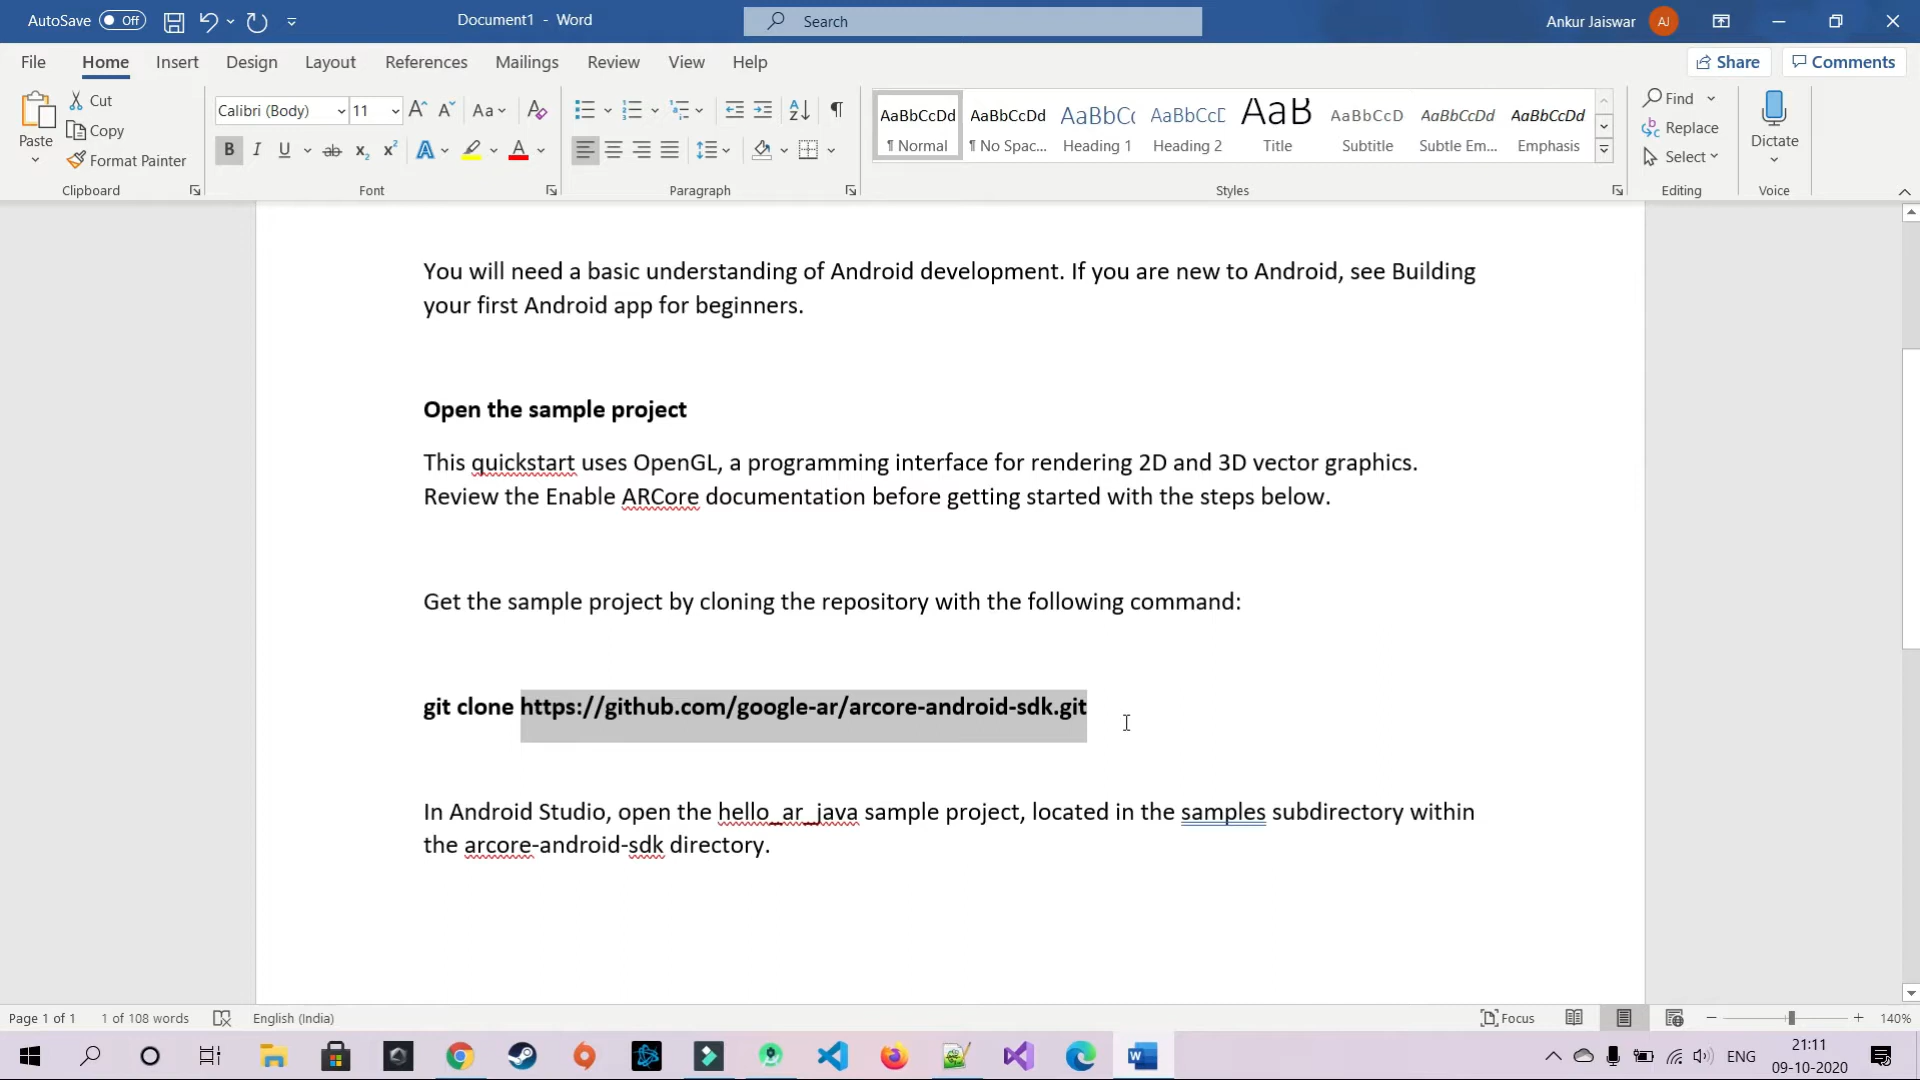 AutoSave Off
Document1 - Word
Search
Ankur Jaiswar AJ
File Home Insert Design Layout References Mailings Review View Help
Share Comments
Paste
Cut
Copy
Format Painter
Clipboard
Calibri (Body) 11
Font
Paragraph
AaBbCcDd ¶ Normal
AaBbCcDd ¶ No Spac...
AaBbCc Heading 1
AaBbCcE Heading 2
AaB Title
AaBbCcD Subtitle
AaBbCcDd Subtle Em...
AaBbCcDd Emphasis
Styles
Find
Replace
Select
Editing
Dictate
Voice
You will need a basic understanding of Android development. If you are new to Android, see Building
your first Android app for beginners.
Open the sample project
This quickstart uses OpenGL, a programming interface for rendering 2D and 3D vector graphics.
Review the Enable ARCore documentation before getting started with the steps below.
Get the sample project by cloning the repository with the following command:
git clone https://github.com/google-ar/arcore-android-sdk.git
In Android Studio, open the hello_ar_java sample project, located in the samples subdirectory within
the arcore-android-sdk directory.
Page 1 of 1 1 of 108 words English (India)
Focus
140%
ENG
21:11
09-10-2020